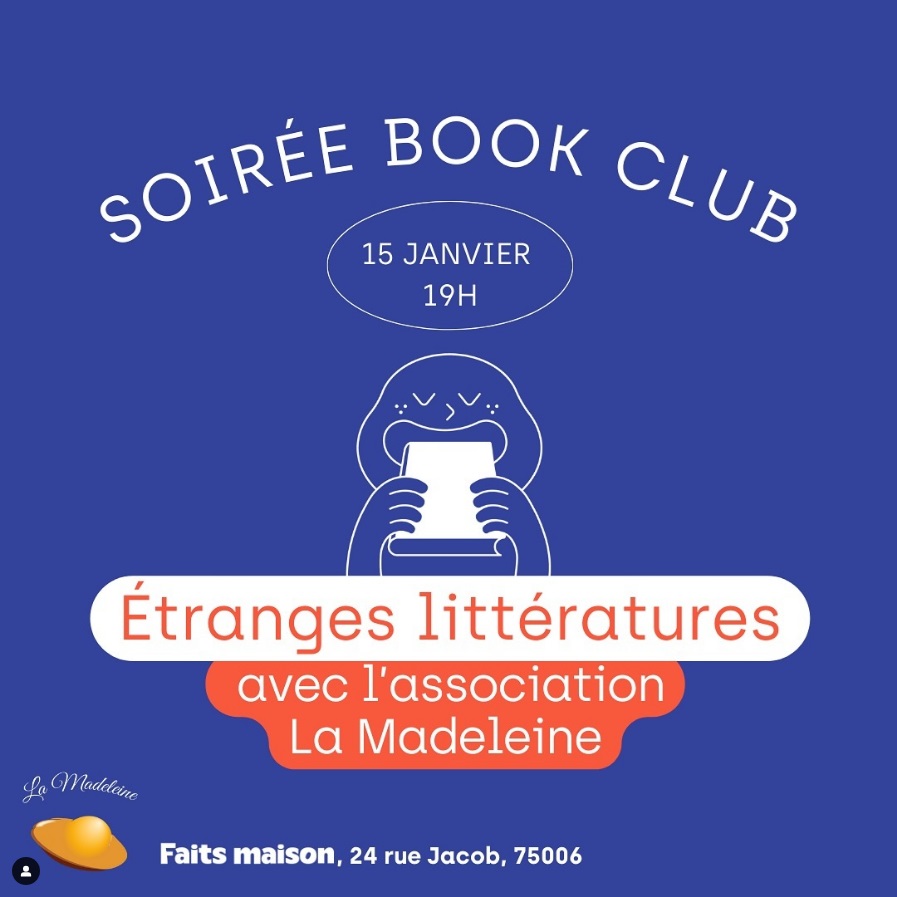 SOIRÉE BOOK CLUB
15 JANVIER
19H
Étranges littératures
avec l'association
La Madeleine
La Madeleine
Faits maison, 24 rue Jacob, 75006